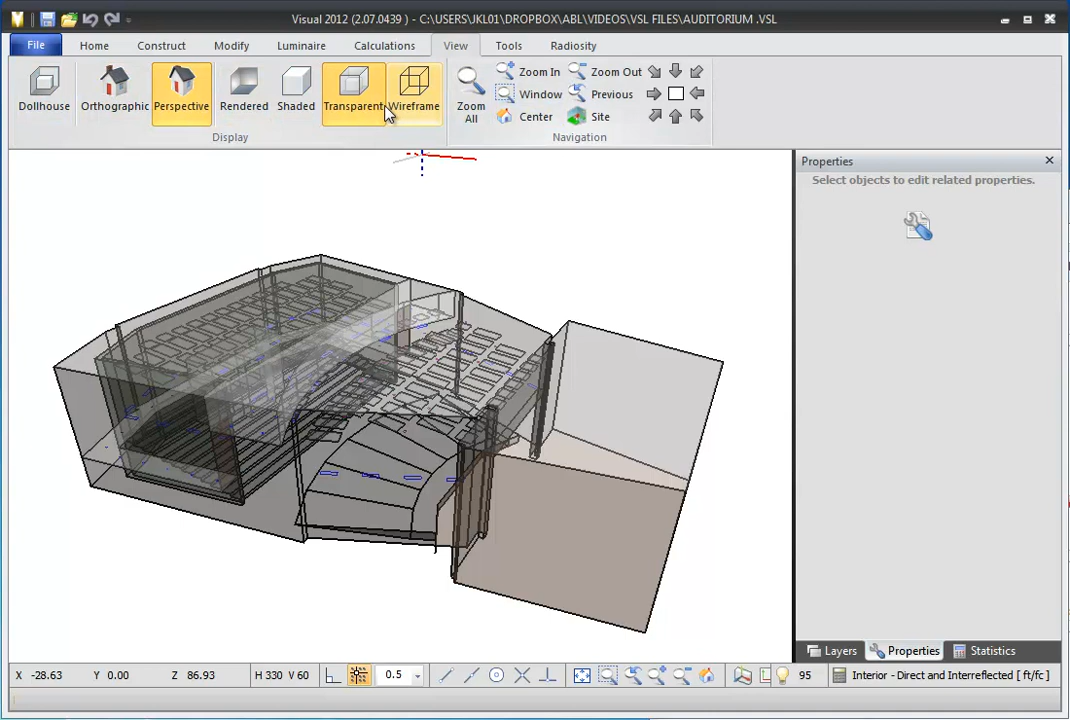 Visual 2012 (2.07.0439) - C:\USERS\JKL01\DROPBOX\ABL\VIDEOS\VSL FILES\AUDITORIUM .VSL
File Home Construct Modify Luminaire Calculations View Tools Radiosity
Dollhouse Orthographic Perspective Rendered Shaded Transparent Wireframe
Zoom All
Zoom In Zoom Out
Window Previous
Center Site
Display Navigation
Properties
Select objects to edit related properties.
Layers Properties Statistics
X -28.63 Y 0.00 Z 86.93 H 330 V 60 0.5 95 Interior - Direct and Interreflected [ ft/fc ]